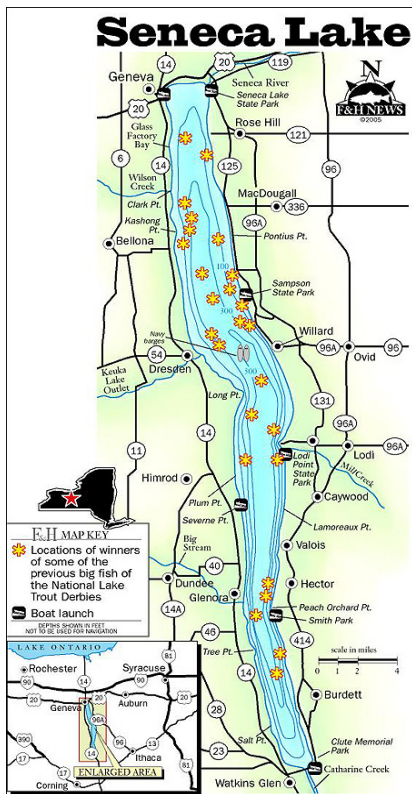 Seneca Lake
14
20
119
Geneva
Seneca River
Seneca Lake
State Park
N
F&H NEWS
©2005
20
Rose Hill
121
Glass
Factory
Bay
6
14
125
96
Wilson
Creek
MacDougall
336
Clark Pt.
Kashong
Pt.
96A
Pontius Pt.
Bellona
100
Sampson
State Park
300
Navy
barges
Willard
96A
96
Ovid
54
Dresden
500
Keuka
Lake
Outlet
Long Pt.
131
14
96A
11
Lodi
96A
Lodi
Point
State
Park
Mill Creek
Himrod
Plum Pt.
Caywood
Severne Pt.
Lamoreaux Pt.
F&H MAP KEY
Locations of winners
of some of the
previous big fish of
the National Lake
Trout Derbies
Boat launch
DEPTHS SHOWN IN FEET
NOT TO BE USED FOR NAVIGATION
Big
Stream
Valois
40
Dundee
Hector
Glenora
14A
Peach Orchard Pt.
Smith Park
46
414
Tree Pt.
scale in miles
0
4
14
28
Burdett
23
Salt Pt.
Clute Memorial
Park
Catharine Creek
Watkins Glen
LAKE ONTARIO
81
Rochester
Syracuse
90
90
14
20
20
Geneva
Auburn
96A
81
390
96
13
14
Ithaca
17
17
Corning
ENLARGED AREA